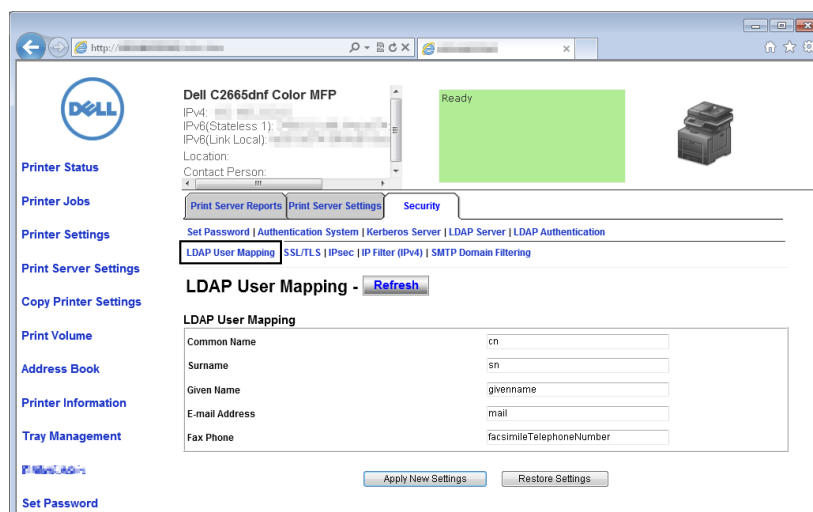 http://
DELL
Dell C2665dnf Color MFP
IPv4:
IPv6(Stateless 1):
IPv6(Link Local):
Location:
Contact Person:
Ready
Printer Status
Printer Jobs
Printer Settings
Print Server Settings
Copy Printer Settings
Print Volume
Address Book
Printer Information
Tray Management
Set Password
Print Server Reports Print Server Settings Security
Set Password | Authentication System | Kerberos Server | LDAP Server | LDAP Authentication
LDAP User Mapping SSL/TLS | IPsec | IP Filter (IPv4) | SMTP Domain Filtering
LDAP User Mapping - Refresh
LDAP User Mapping
Common Name cn
Surname sn
Given Name givenname
E-mail Address mail
Fax Phone facsimileTelephoneNumber
Apply New Settings Restore Settings